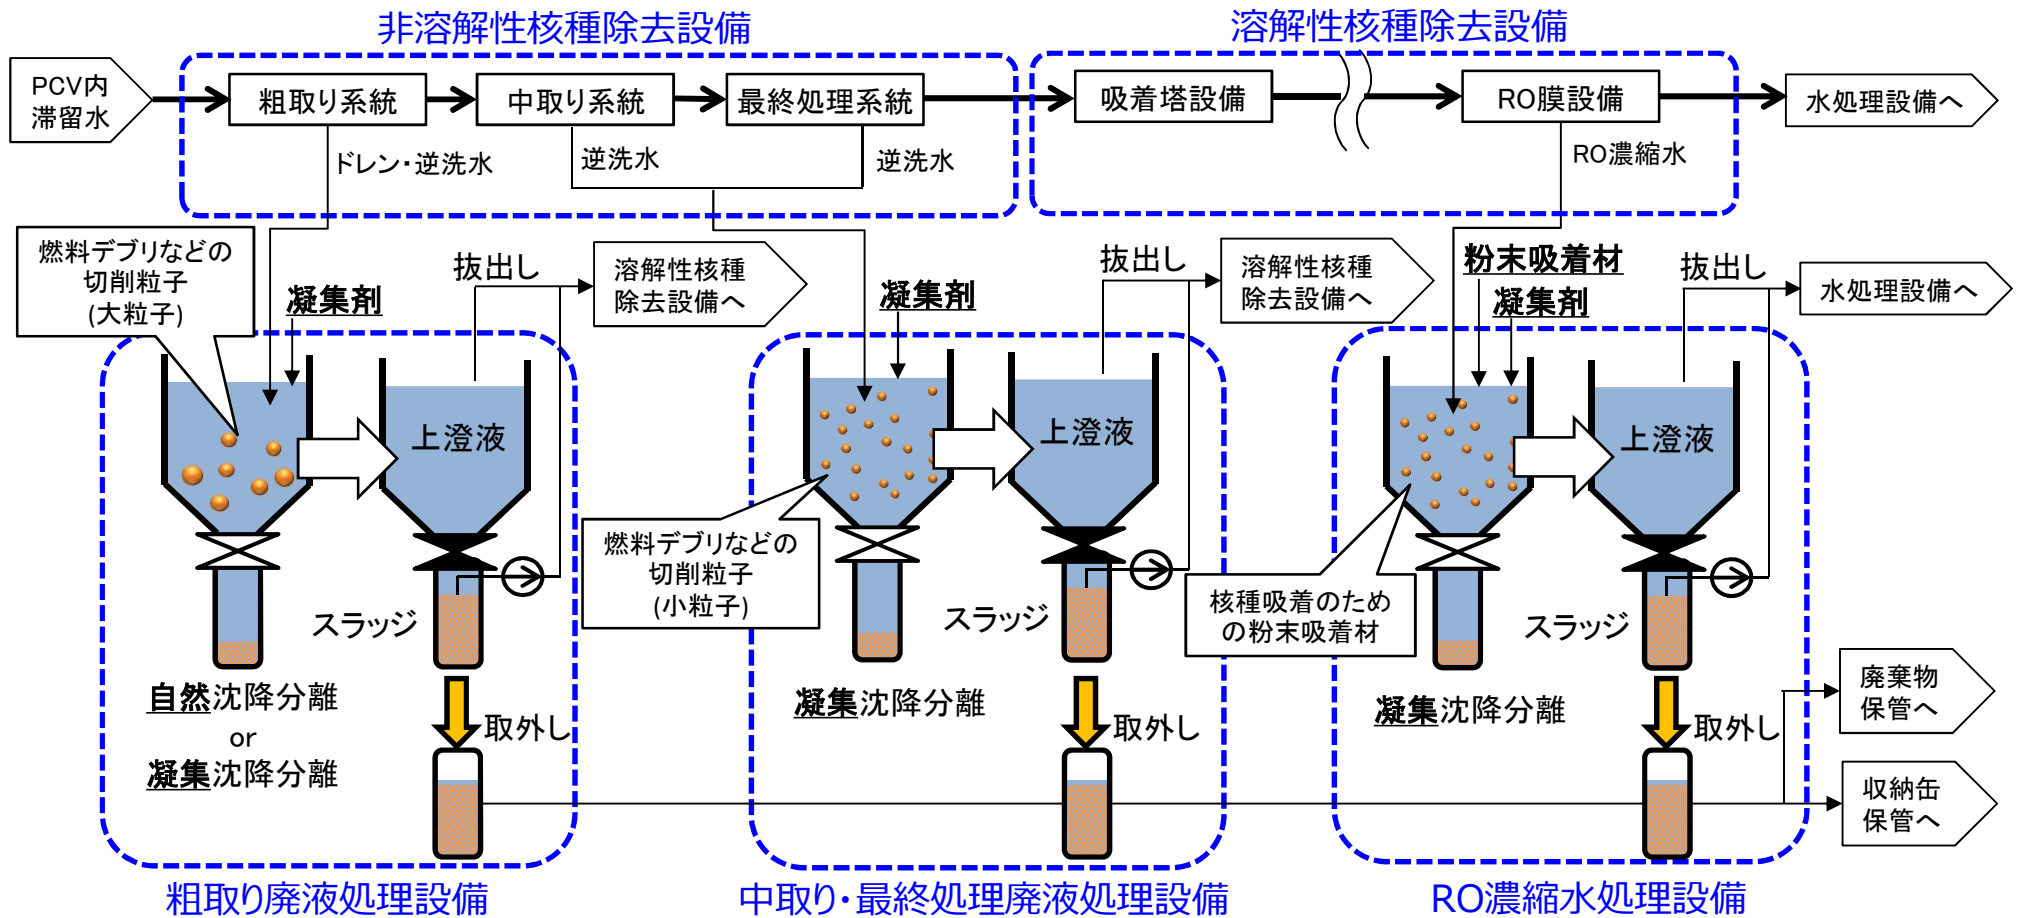 非溶解性核種除去設備
溶解性核種除去設備
PCV内
滞留水
粗取り系統
中取り系統
最終処理系統
吸着塔設備
RO膜設備
水処理設備へ
ドレン・逆洗水
逆洗水
逆洗水
RO濃縮水
燃料デブリなどの
切削粒子
(大粒子)
凝集剤
抜出し
溶解性核種
除去設備へ
凝集剤
抜出し
溶解性核種
除去設備へ
粉末吸着材
凝集剤
抜出し
水処理設備へ
上澄液
上澄液
上澄液
燃料デブリなどの
切削粒子
(小粒子)
核種吸着のため
の粉末吸着材
スラッジ
スラッジ
スラッジ
自然沈降分離
or
凝集沈降分離
取外し
凝集沈降分離
取外し
凝集沈降分離
取外し
廃棄物
保管へ
収納缶
保管へ
粗取り廃液処理設備
中取り・最終処理廃液処理設備
RO濃縮水処理設備